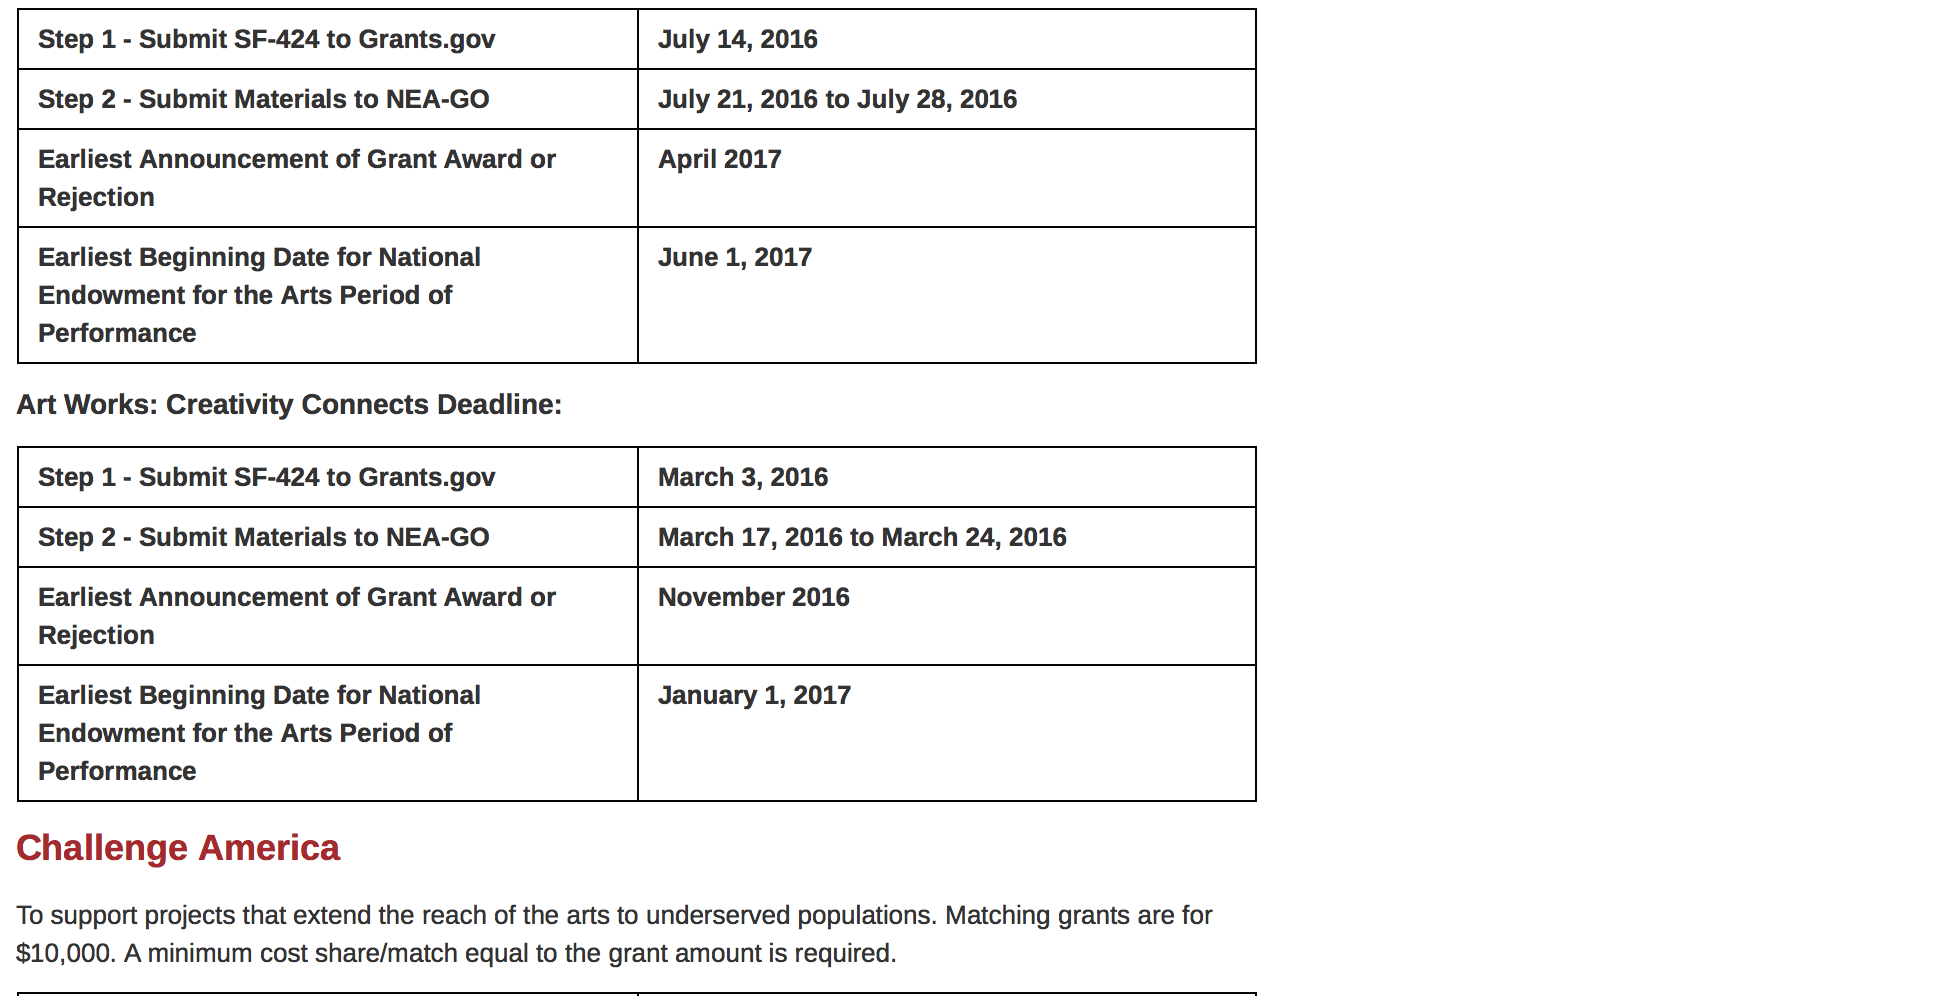 Step 1 - Submit SF-424 to Grants.gov
July 14, 2016
Step 2 - Submit Materials to NEA-GO
July 21, 2016 to July 28, 2016
Earliest Announcement of Grant Award or
Rejection
April 2017
Earliest Beginning Date for National
Endowment for the Arts Period of
Performance
June 1, 2017
Art Works: Creativity Connects Deadline:
Step 1 - Submit SF-424 to Grants.gov
March 3, 2016
Step 2 - Submit Materials to NEA-GO
March 17, 2016 to March 24, 2016
Earliest Announcement of Grant Award or
Rejection
November 2016
Earliest Beginning Date for National
Endowment for the Arts Period of
Performance
January 1, 2017
Challenge America
To support projects that extend the reach of the arts to underserved populations. Matching grants are for
$10,000. A minimum cost share/match equal to the grant amount is required.